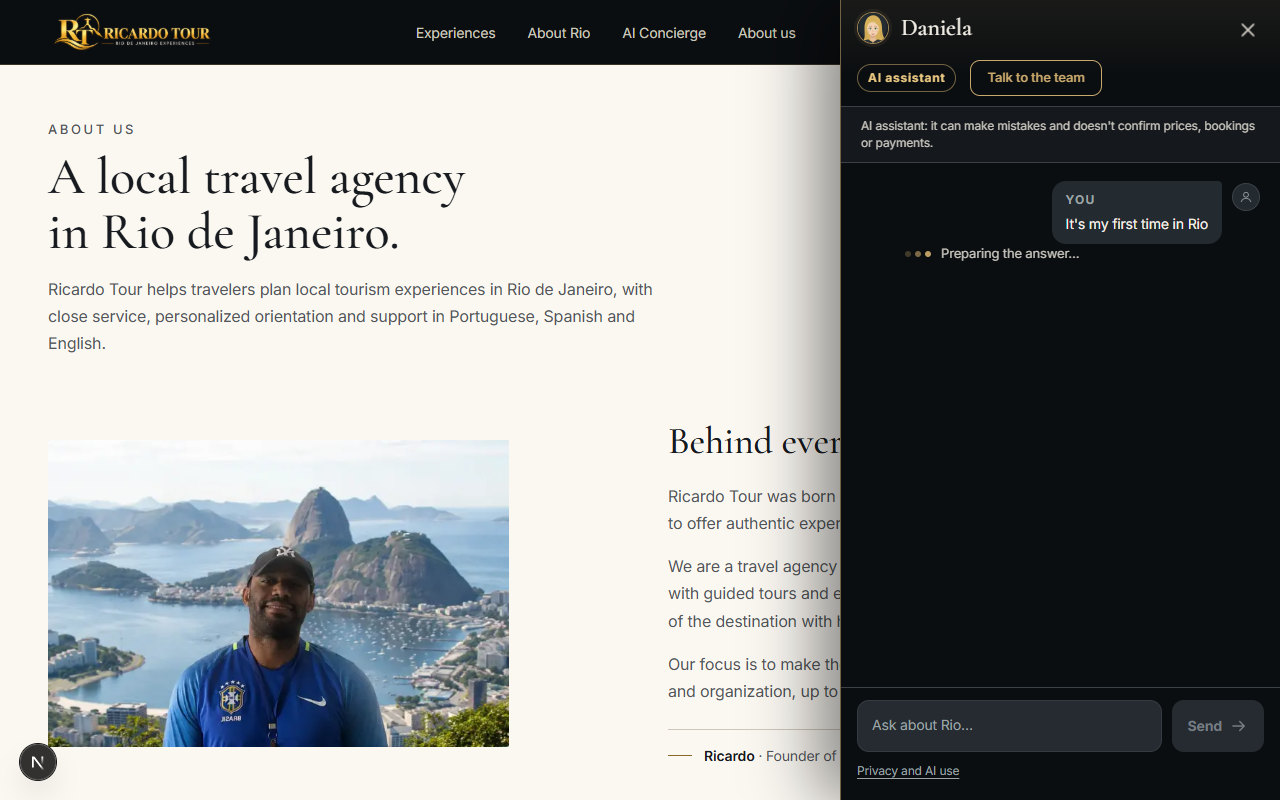 RICARDO TOUR
RIO DE JANEIRO EXPERIENCES
Experiences
About Rio
AI Concierge
About us
ABOUT US
A local travel agency
in Rio de Janeiro.
Ricardo Tour helps travelers plan local tourism experiences in Rio de Janeiro, with
close service, personalized orientation and support in Portuguese, Spanish and
English.
Behind ever
Ricardo Tour was born
to offer authentic exper
We are a travel agency
with guided tours and e
of the destination with
Our focus is to make th
and organization, up to
Ricardo · Founder of
N
Daniela
AI assistant
Talk to the team
AI assistant: it can make mistakes and doesn't confirm prices, bookings
or payments.
YOU
It's my first time in Rio
Preparing the answer...
Ask about Rio...
Send
Privacy and AI use